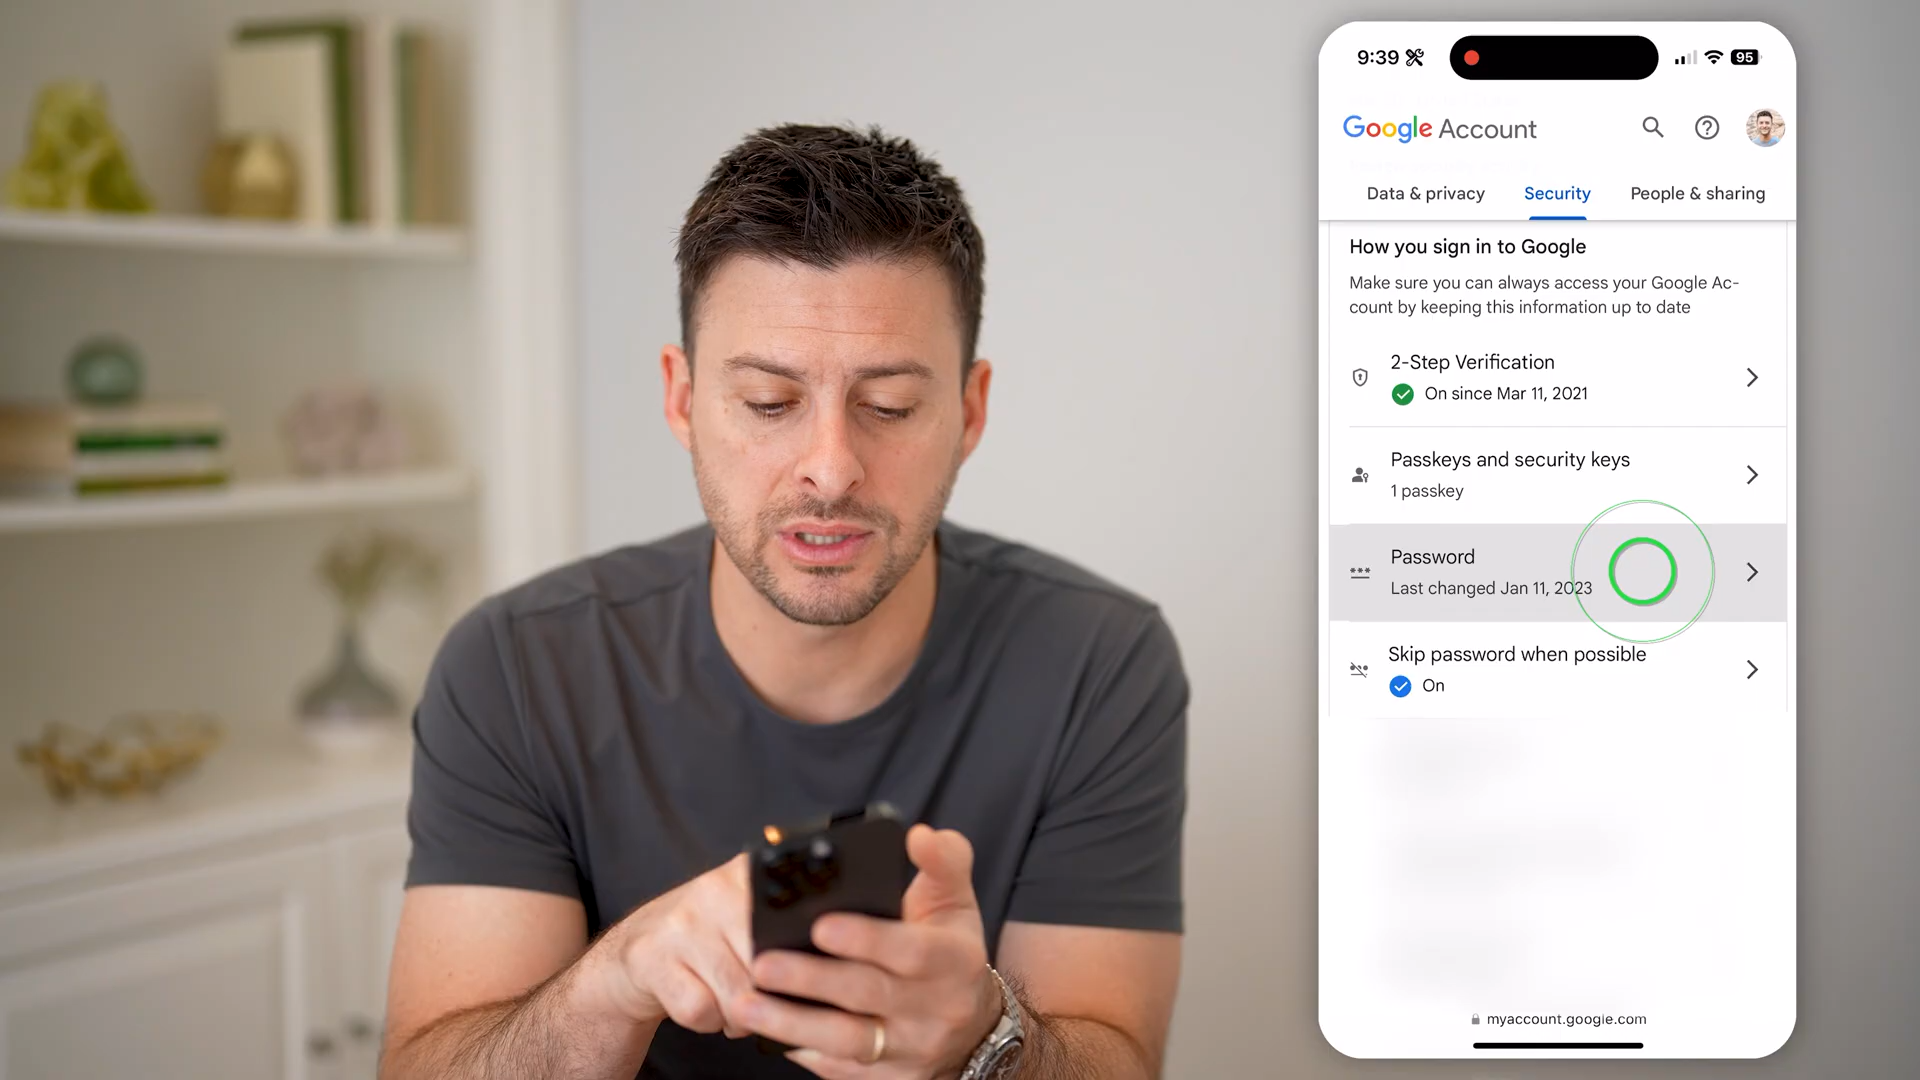 9:39
95
Google Account
Data & privacy
Security
People & sharing
How you sign in to Google
Make sure you can always access your Google Ac-
count by keeping this information up to date
2-Step Verification
On since Mar 11, 2021
Passkeys and security keys
1 passkey
Password
Last changed Jan 11, 2023
Skip password when possible
On
myaccount.google.com